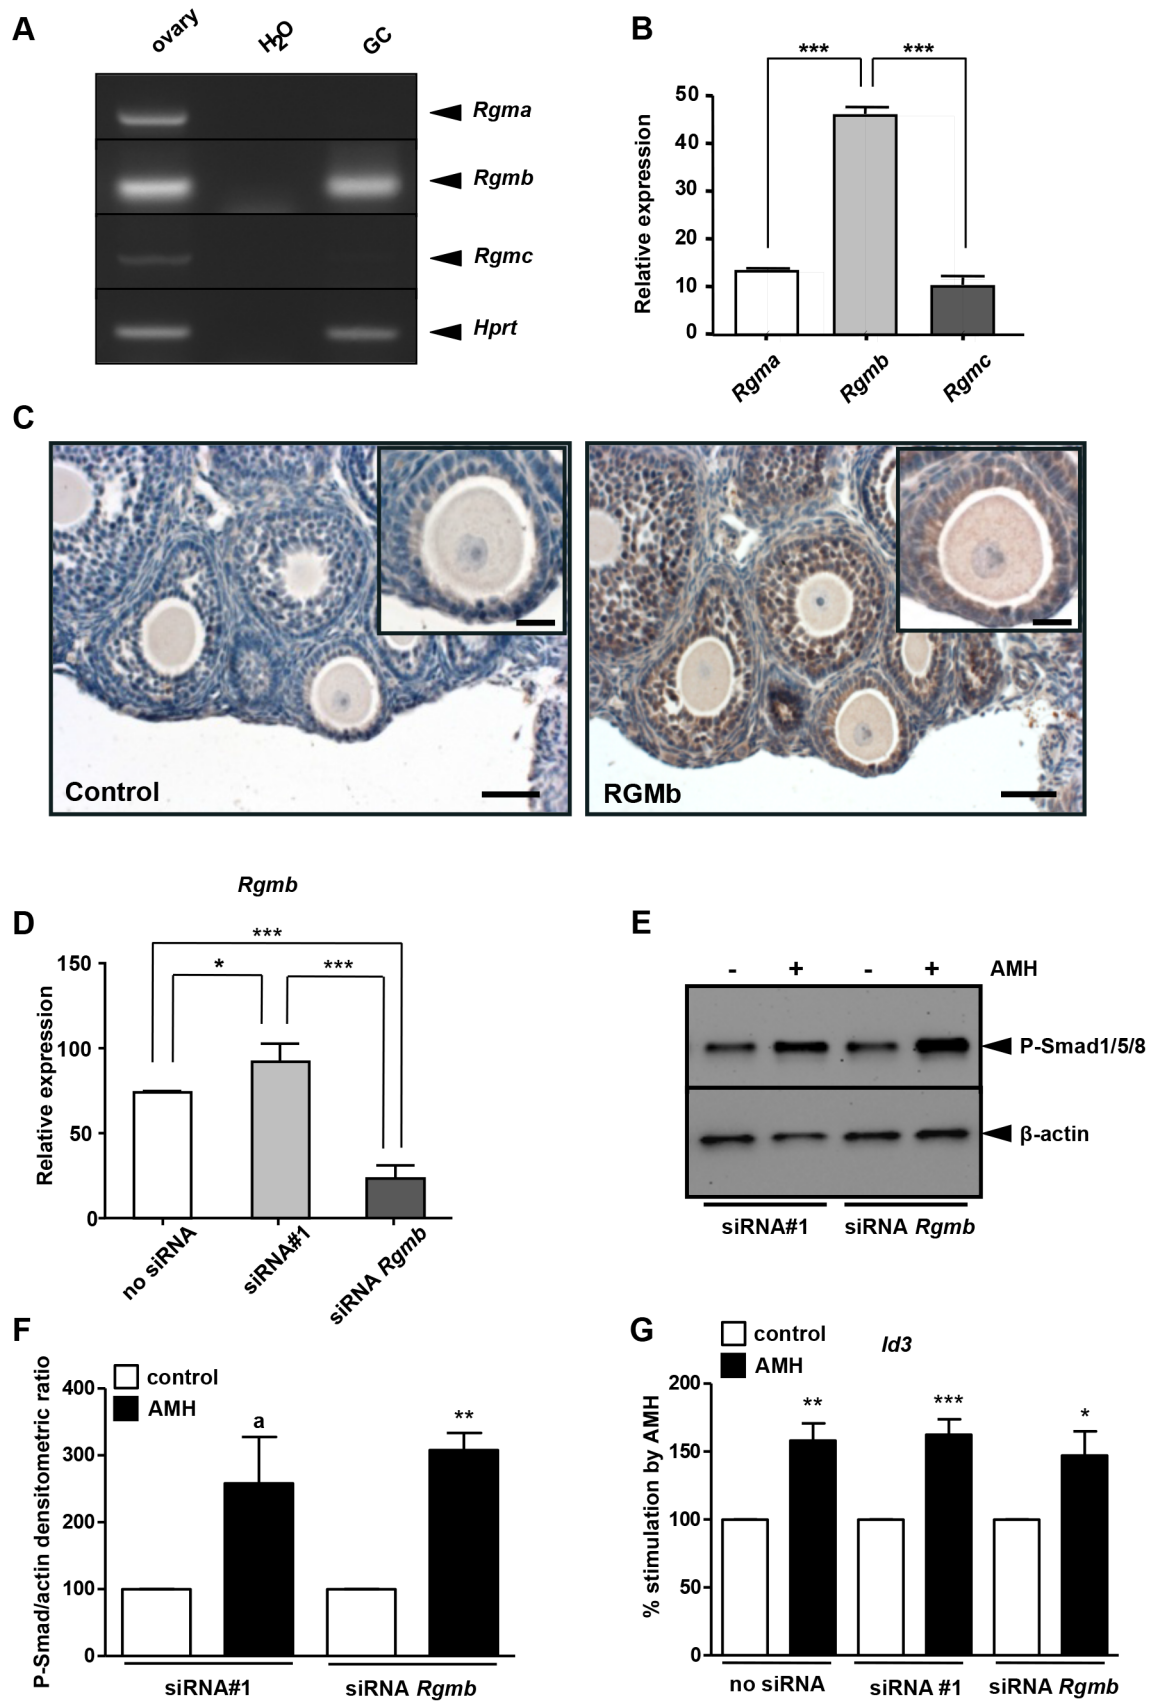 A
ovary H2O GC
Rgma
Rgmb
Rgmc
Hprt
B
*** ***
Relative expression
50
40
30
20
10
0
Rgma Rgmb Rgmc
C
Control
RGMb
D
Rgmb
***
* ***
Relative expression
150
100
50
0
no siRNA siRNA#1 siRNA Rgmb
E
- + - + AMH
P-Smad1/5/8
β-actin
siRNA#1 siRNA Rgmb
F
control
AMH
P-Smad/actin densitometric ratio
400
300
200
100
0
a **
siRNA#1 siRNA Rgmb
G
control
AMH
Id3
% stimulation by AMH
200
150
100
50
0
** *** *
no siRNA siRNA #1 siRNA Rgmb